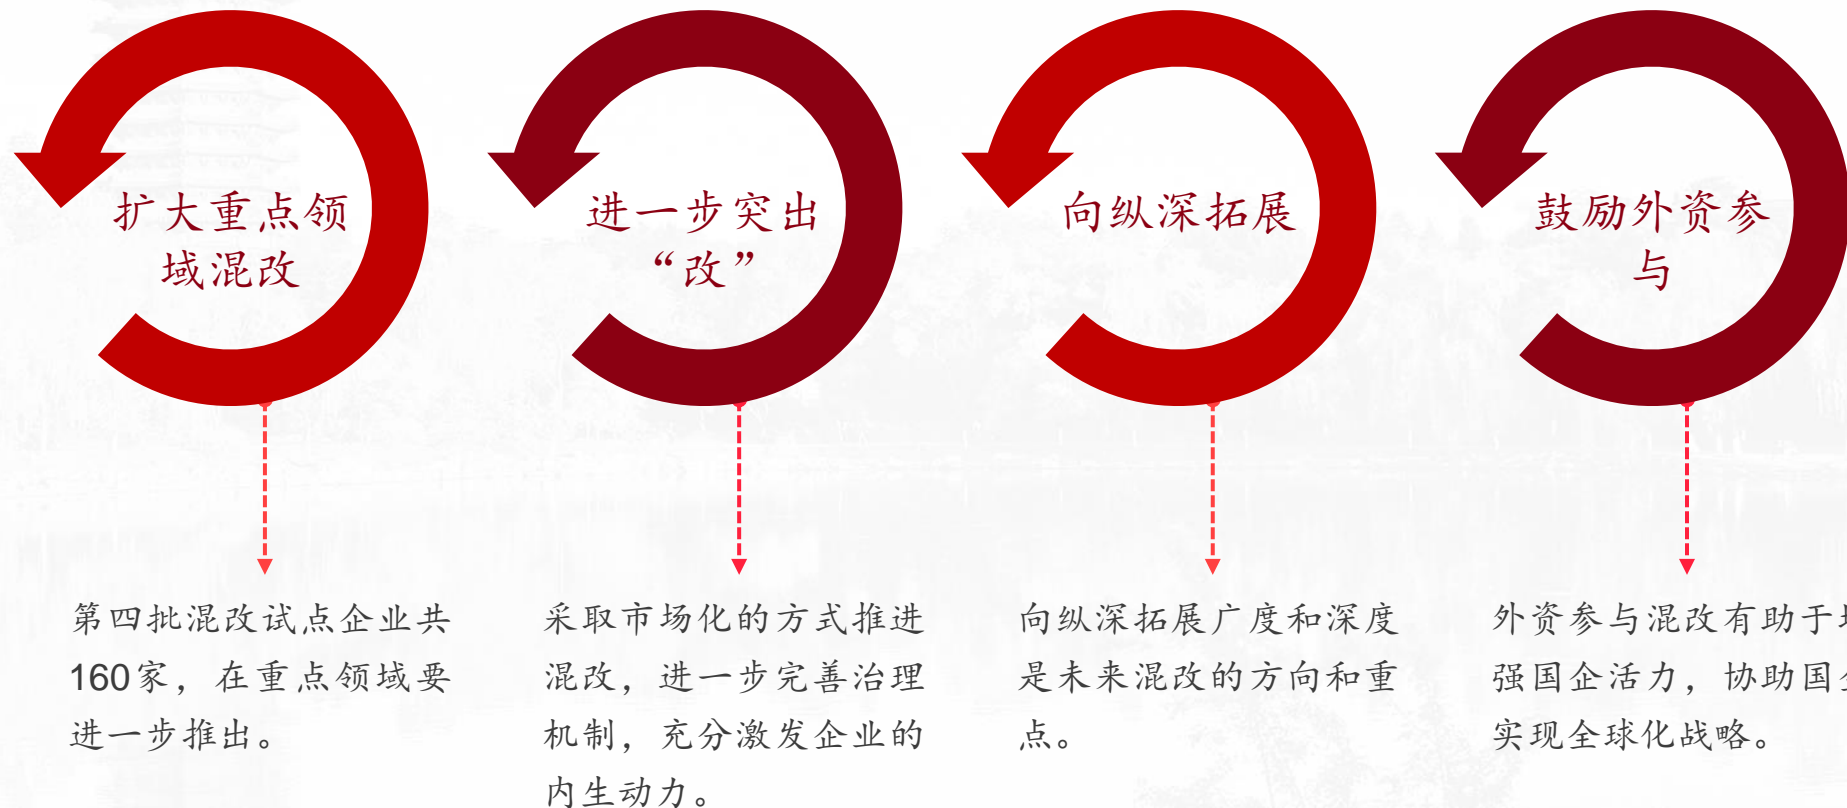 扩大重点领
域混改
进一步突出
“改”
向纵深拓展
鼓励外资参
与
第四批混改试点企业共
160家，在重点领域要
进一步推出。
采取市场化的方式推进
混改，进一步完善治理
机制，充分激发企业的
内生动力。
向纵深拓展广度和深度
是未来混改的方向和重
点。
外资参与混改有助于
强国企活力，协助国
实现全球化战略。